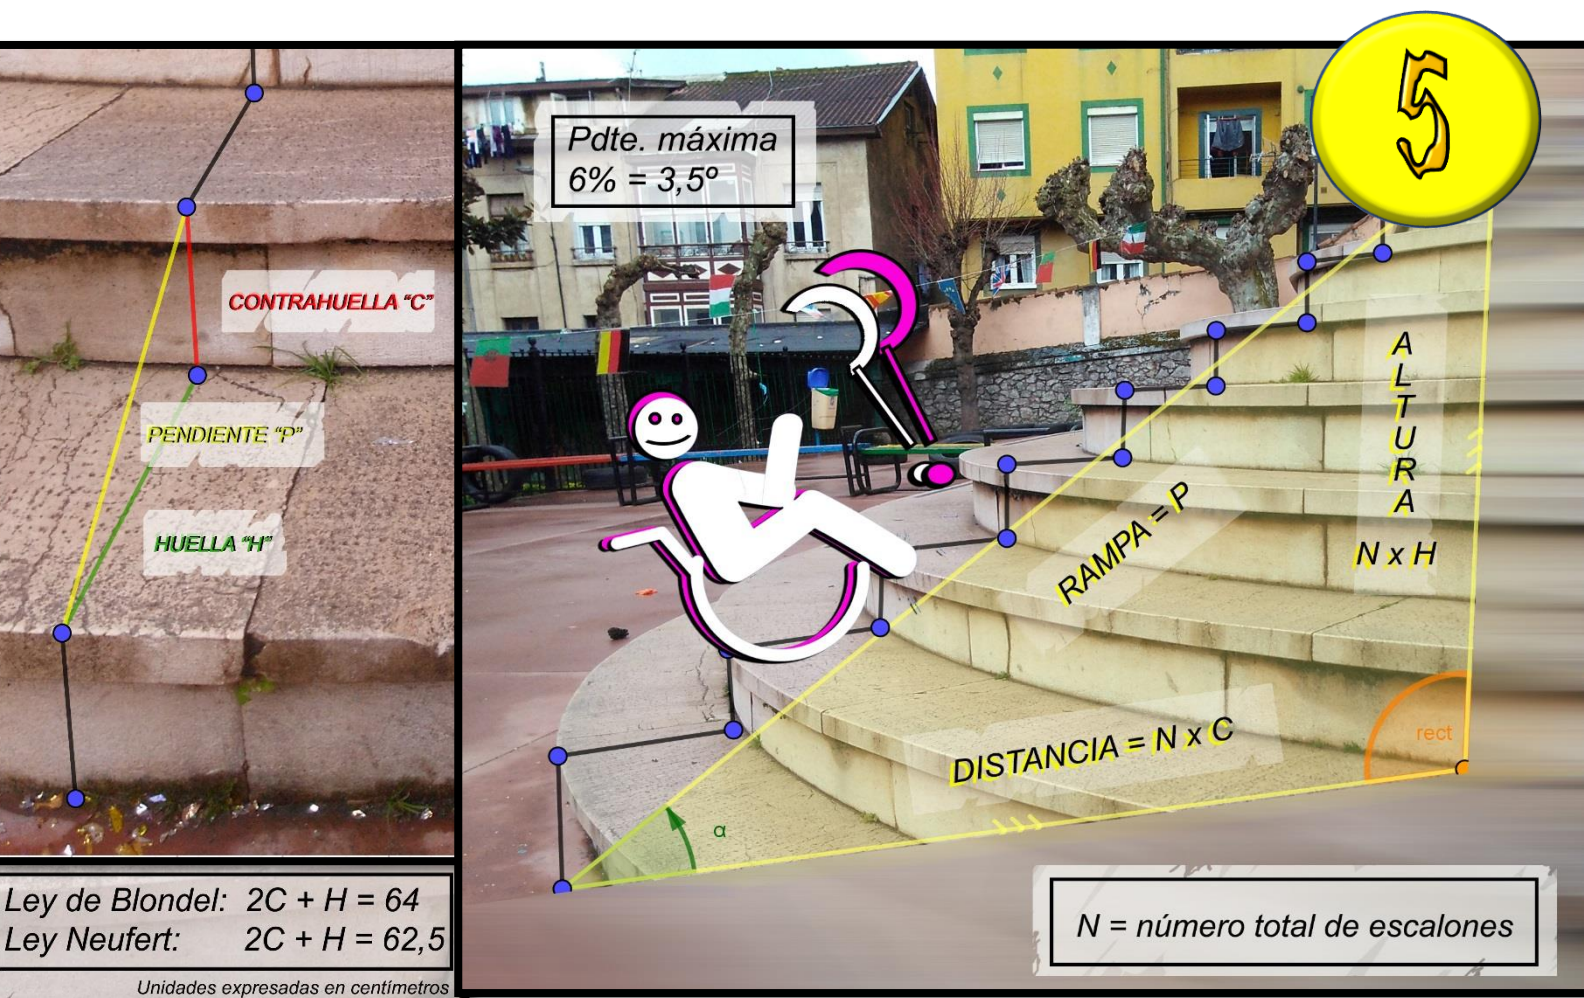 5
Pdte. máxima
6% = 3,5º
CONTRAHUELLA "C"
PENDIENTE "P"
HUELLA "H"
ALTURA
N x H
RAMPA = P
DISTANCIA = N x C
rect
α
Ley de Blondel: 2C + H = 64
Ley Neufert: 2C + H = 62,5
Unidades expresadas en centímetros
N = número total de escalones